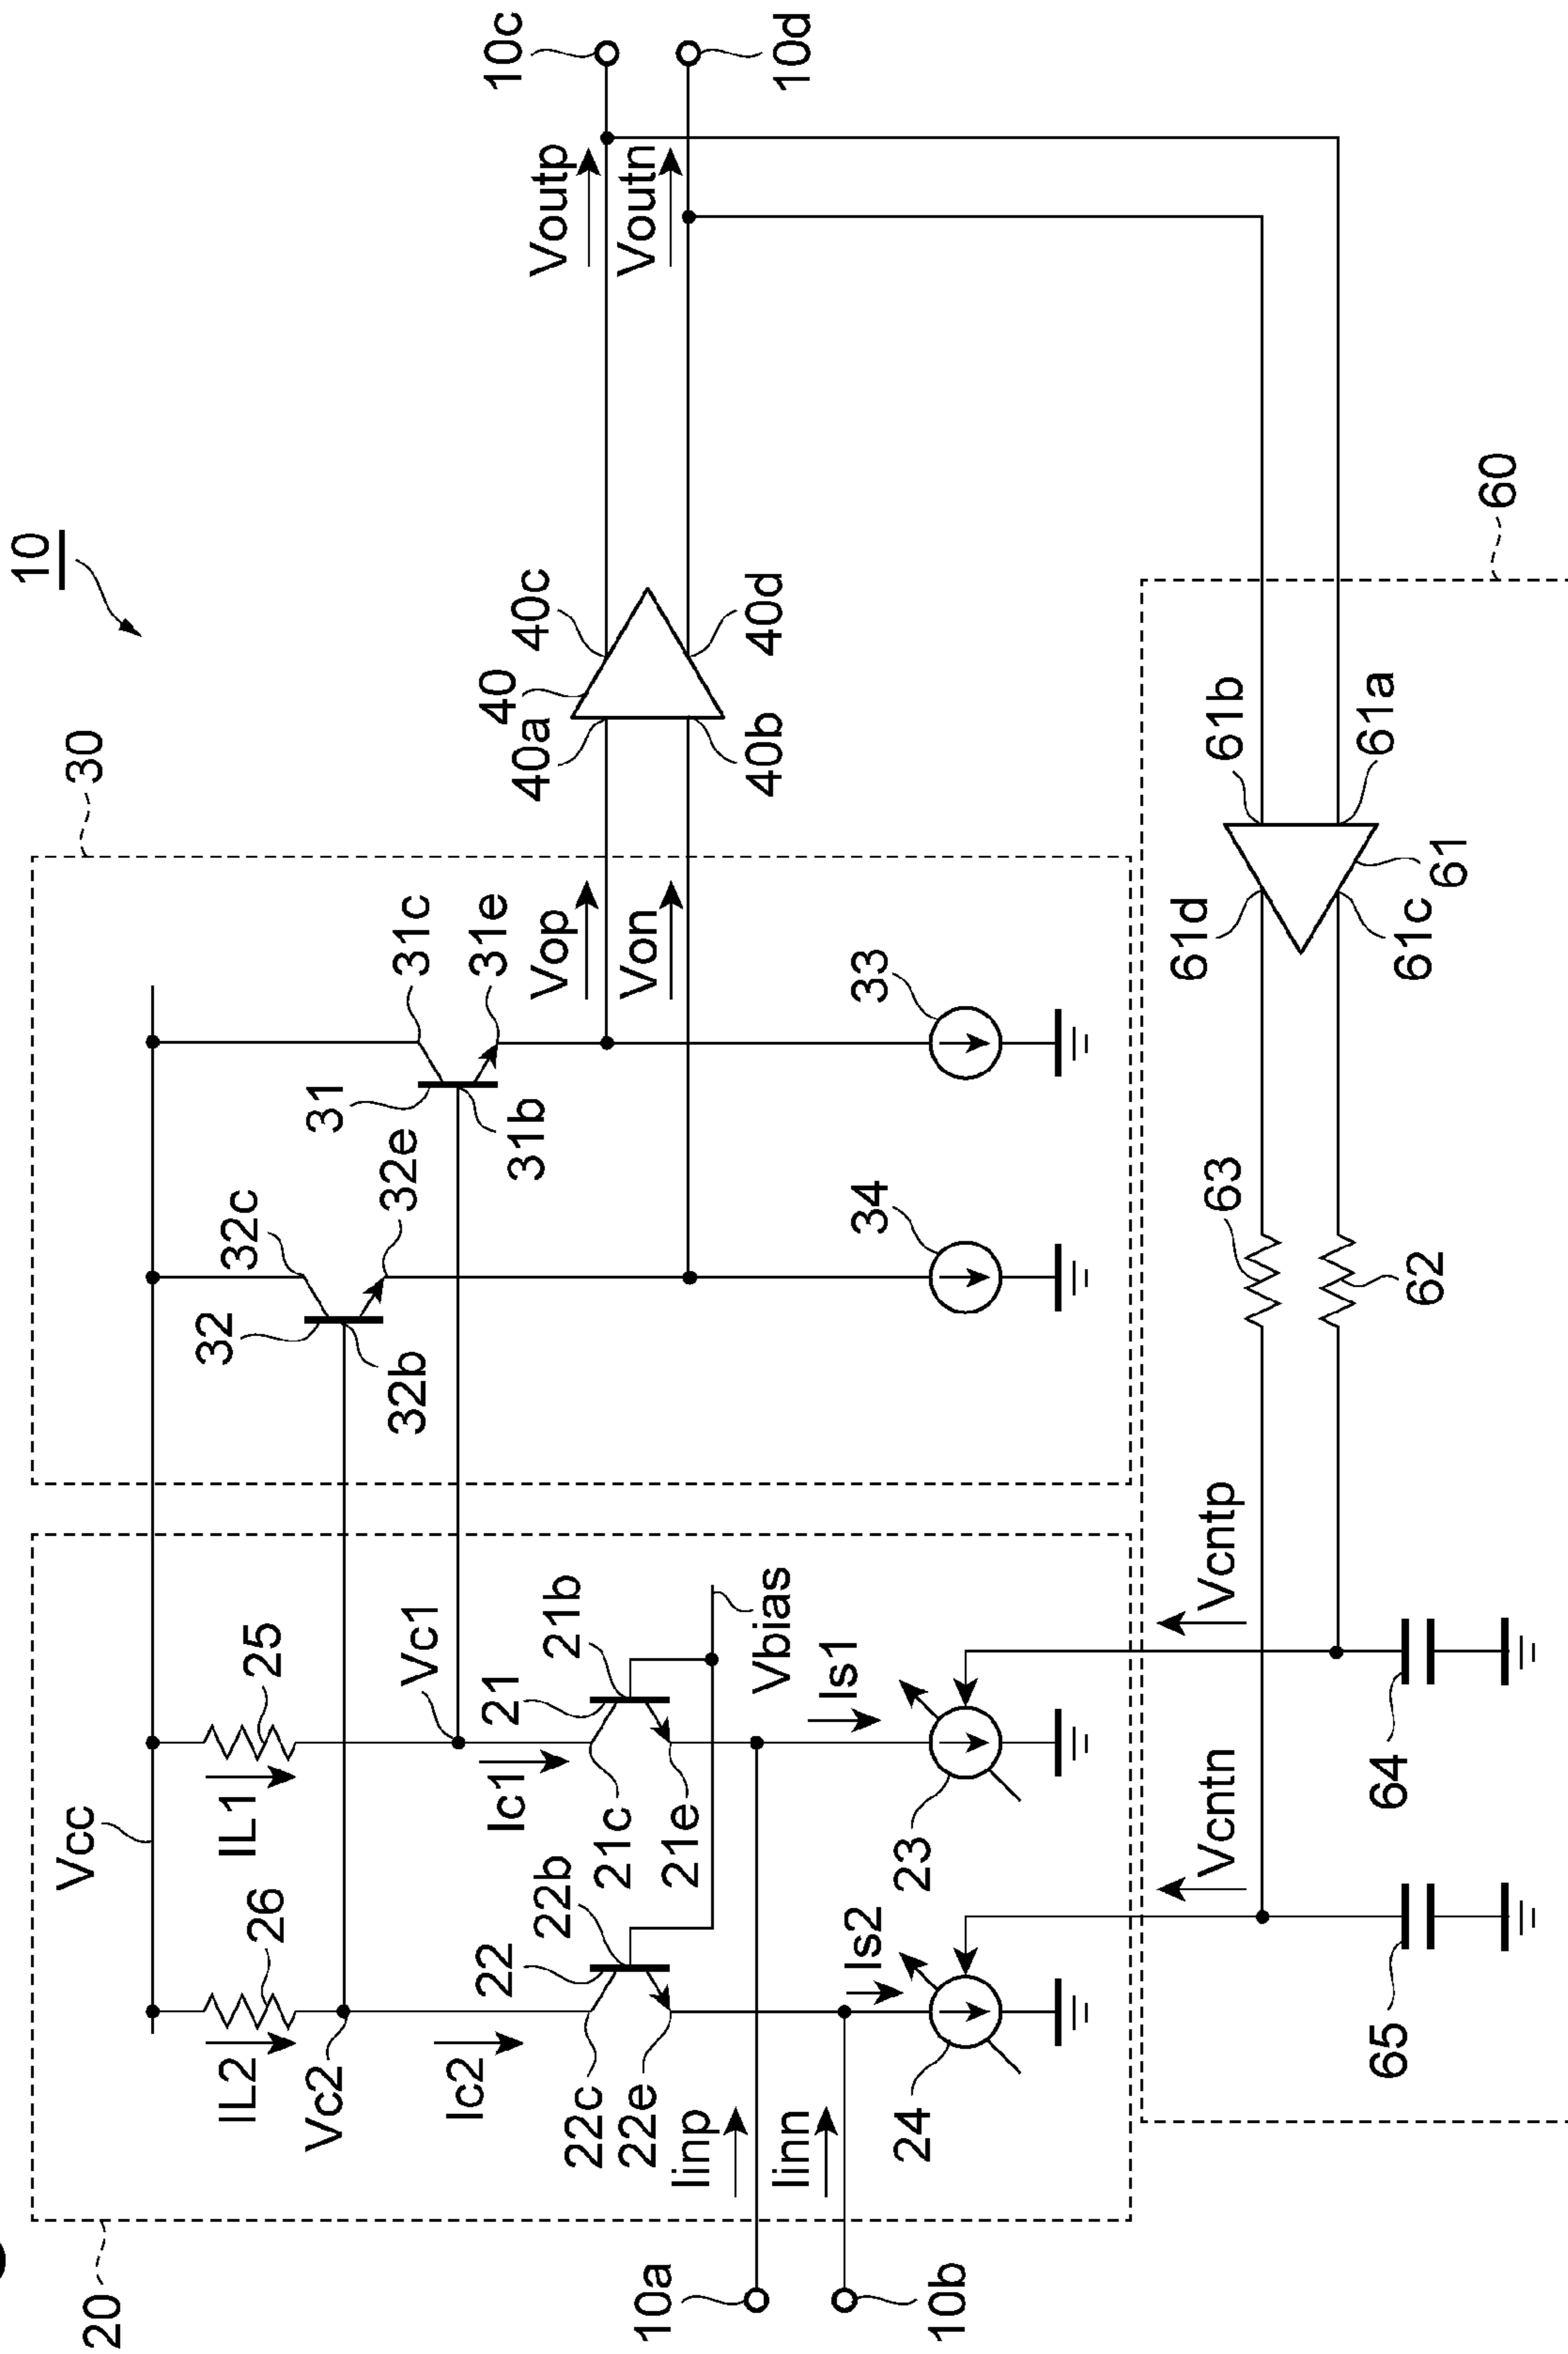 10
20
30
60
Vcc
IL2
26
IL1
25
Vc2
Vc1
Ic2
22
22b
22c
22e
Ic1
21
21b
21c
21e
Vbias
Iinp
Iinn
Is2
Is1
10a
10b
24
23
32
32c
32b
32e
31
31c
31b
31e
Vop
Von
34
33
40
40a
40b
40c
40d
Voutp
Voutn
10c
10d
Vcntn
Vcntp
65
64
63
62
61d
61c
61
61b
61a